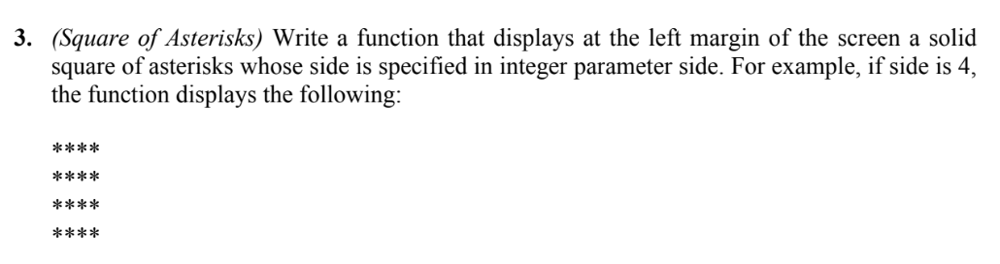 3. (Square of Asterisks) Write a function that displays at the left margin of the screen a solid
square of asterisks whose side is specified in integer parameter side. For example, if side is 4,
the function displays the following:
****
****
****
****